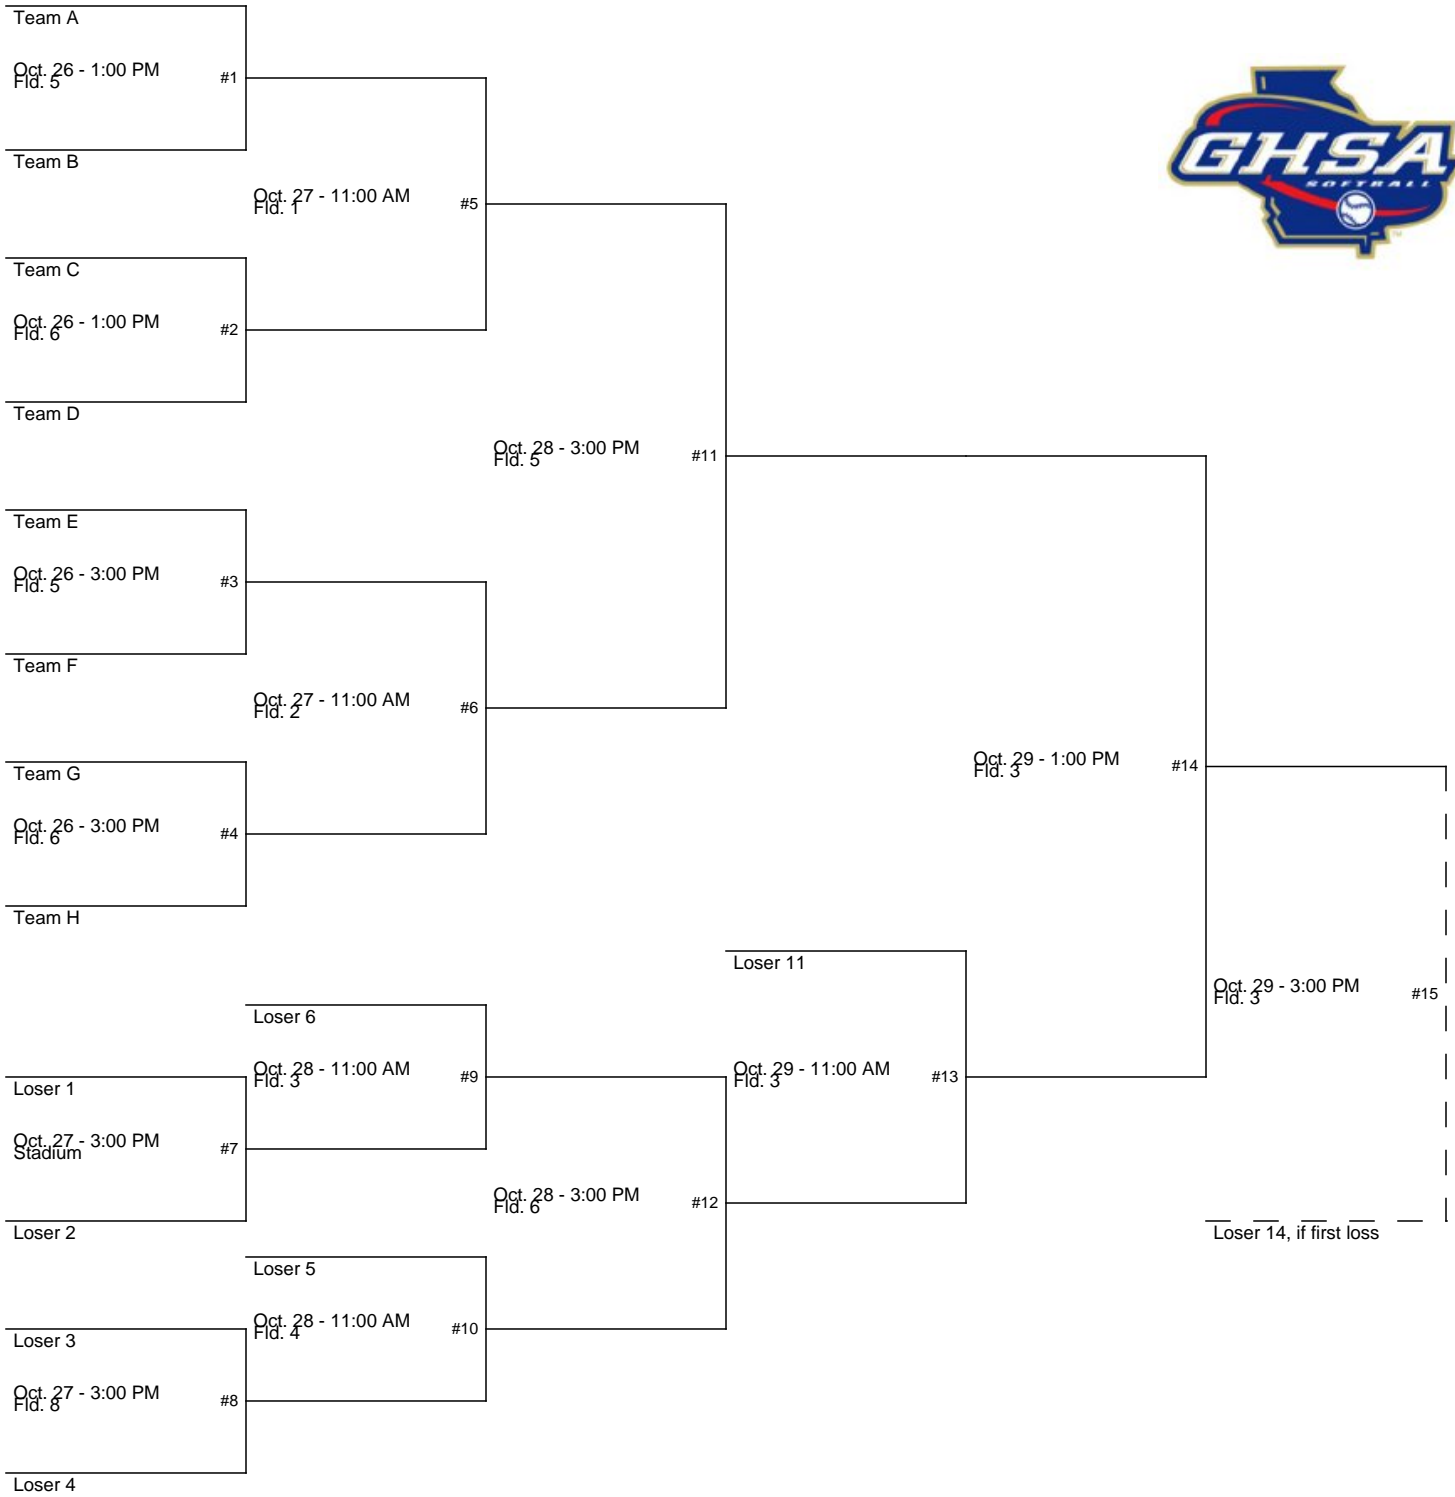 Team A
Oct. 26 - 1:00 PM
Fld. 5
#1
Team B
Oct. 27 - 11:00 AM
Fld. 1
#5
Team C
Oct. 26 - 1:00 PM
Fld. 6
#2
Team D
Oct. 28 - 3:00 PM
Fld. 5
#11
Team E
Oct. 26 - 3:00 PM
Fld. 5
#3
Team F
Oct. 27 - 11:00 AM
Fld. 2
#6
Team G
Oct. 26 - 3:00 PM
Fld. 6
#4
Team H
Oct. 29 - 1:00 PM
Fld. 3
#14
Loser 11
Oct. 29 - 3:00 PM
Fld. 3
#15
Loser 6
Oct. 28 - 11:00 AM
Fld. 3
#9
Oct. 29 - 11:00 AM
Fld. 3
#13
Loser 1
Oct. 27 - 3:00 PM
Stadium
#7
Loser 2
Oct. 28 - 3:00 PM
Fld. 6
#12
Loser 14, if first loss
Loser 5
Oct. 28 - 11:00 AM
Fld. 4
#10
Loser 3
Oct. 27 - 3:00 PM
Fld. 8
#8
Loser 4
GHSA
SOFTBALL
TM